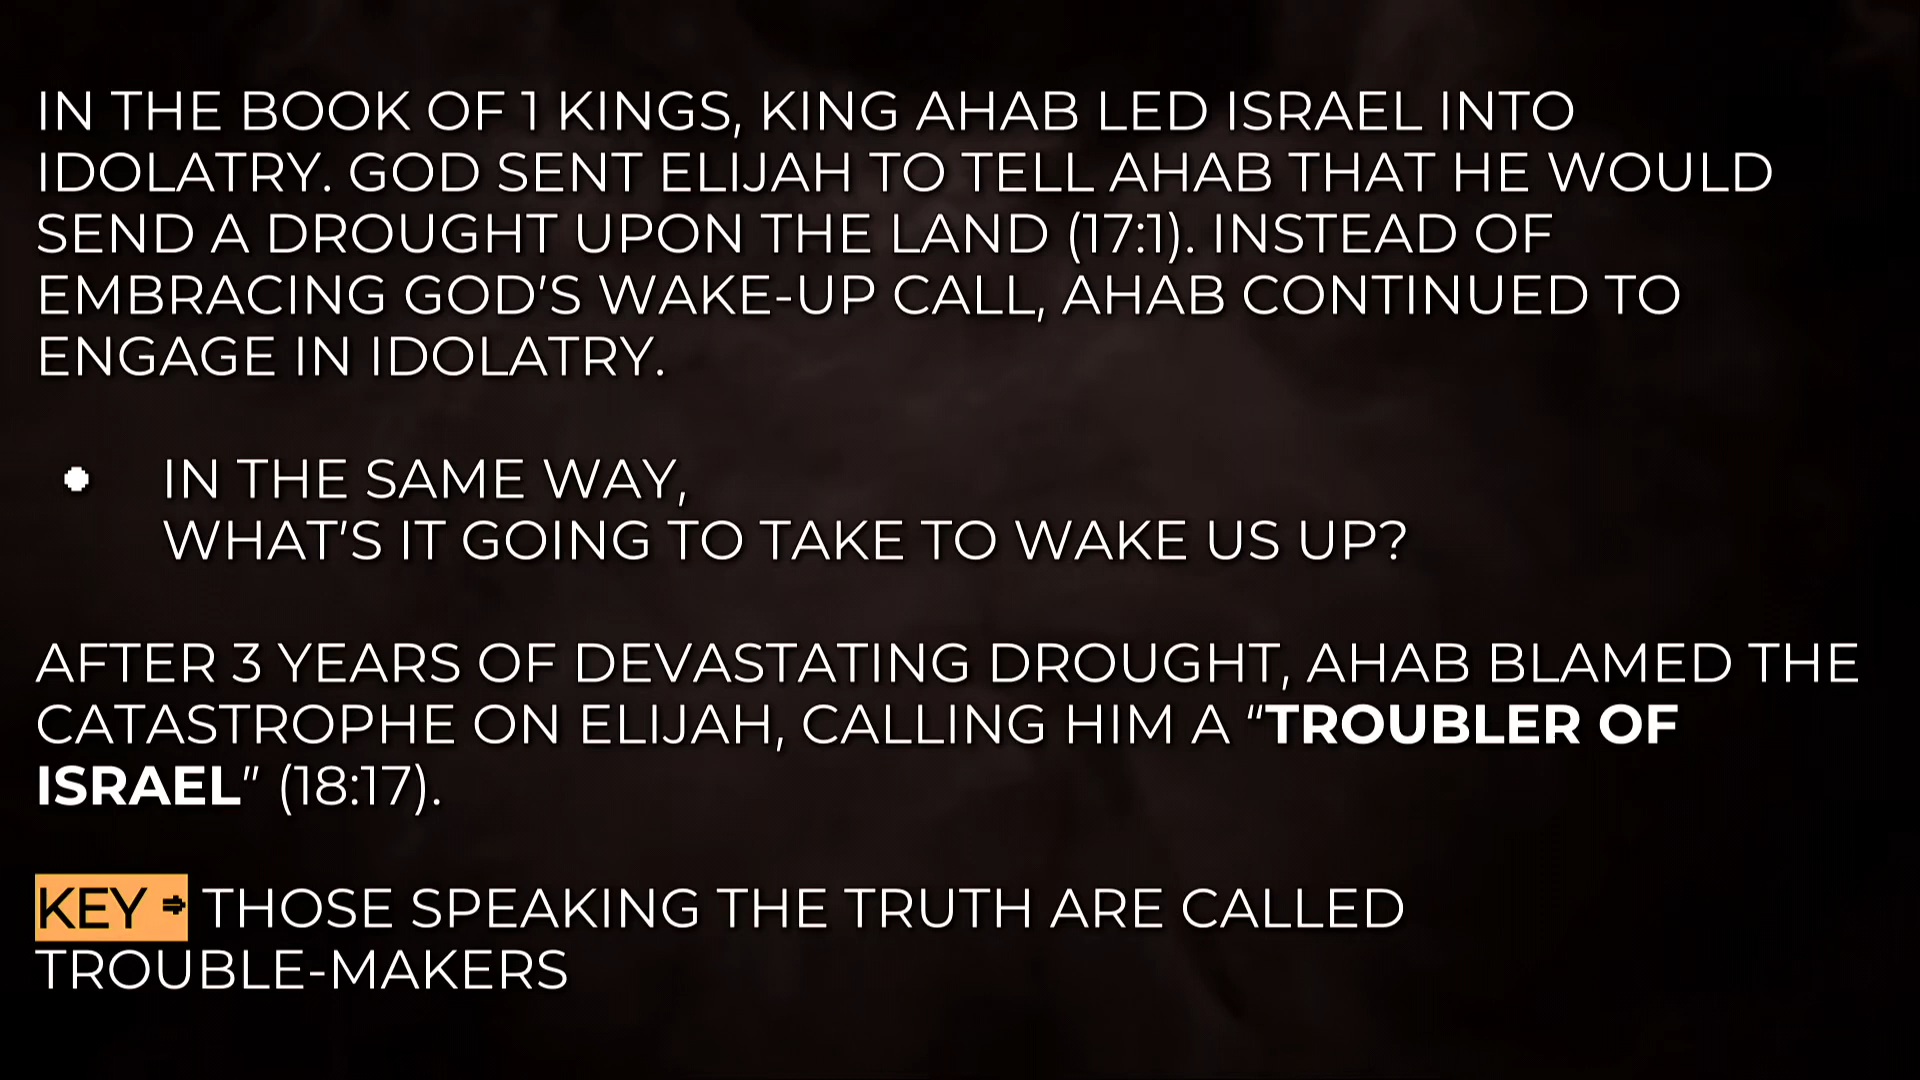 IN THE BOOK OF 1 KINGS, KING AHAB LED ISRAEL INTO
IDOLATRY. GOD SENT ELIJAH TO TELL AHAB THAT HE WOULD
SEND A DROUGHT UPON THE LAND (17:1). INSTEAD OF
EMBRACING GOD’S WAKE-UP CALL, AHAB CONTINUED TO
ENGAGE IN IDOLATRY.
● IN THE SAME WAY,
WHAT’S IT GOING TO TAKE TO WAKE US UP?
AFTER 3 YEARS OF DEVASTATING DROUGHT, AHAB BLAMED THE
CATASTROPHE ON ELIJAH, CALLING HIM A “TROUBLER OF
ISRAEL” (18:17).
KEY ⇒ THOSE SPEAKING THE TRUTH ARE CALLED
TROUBLE-MAKERS